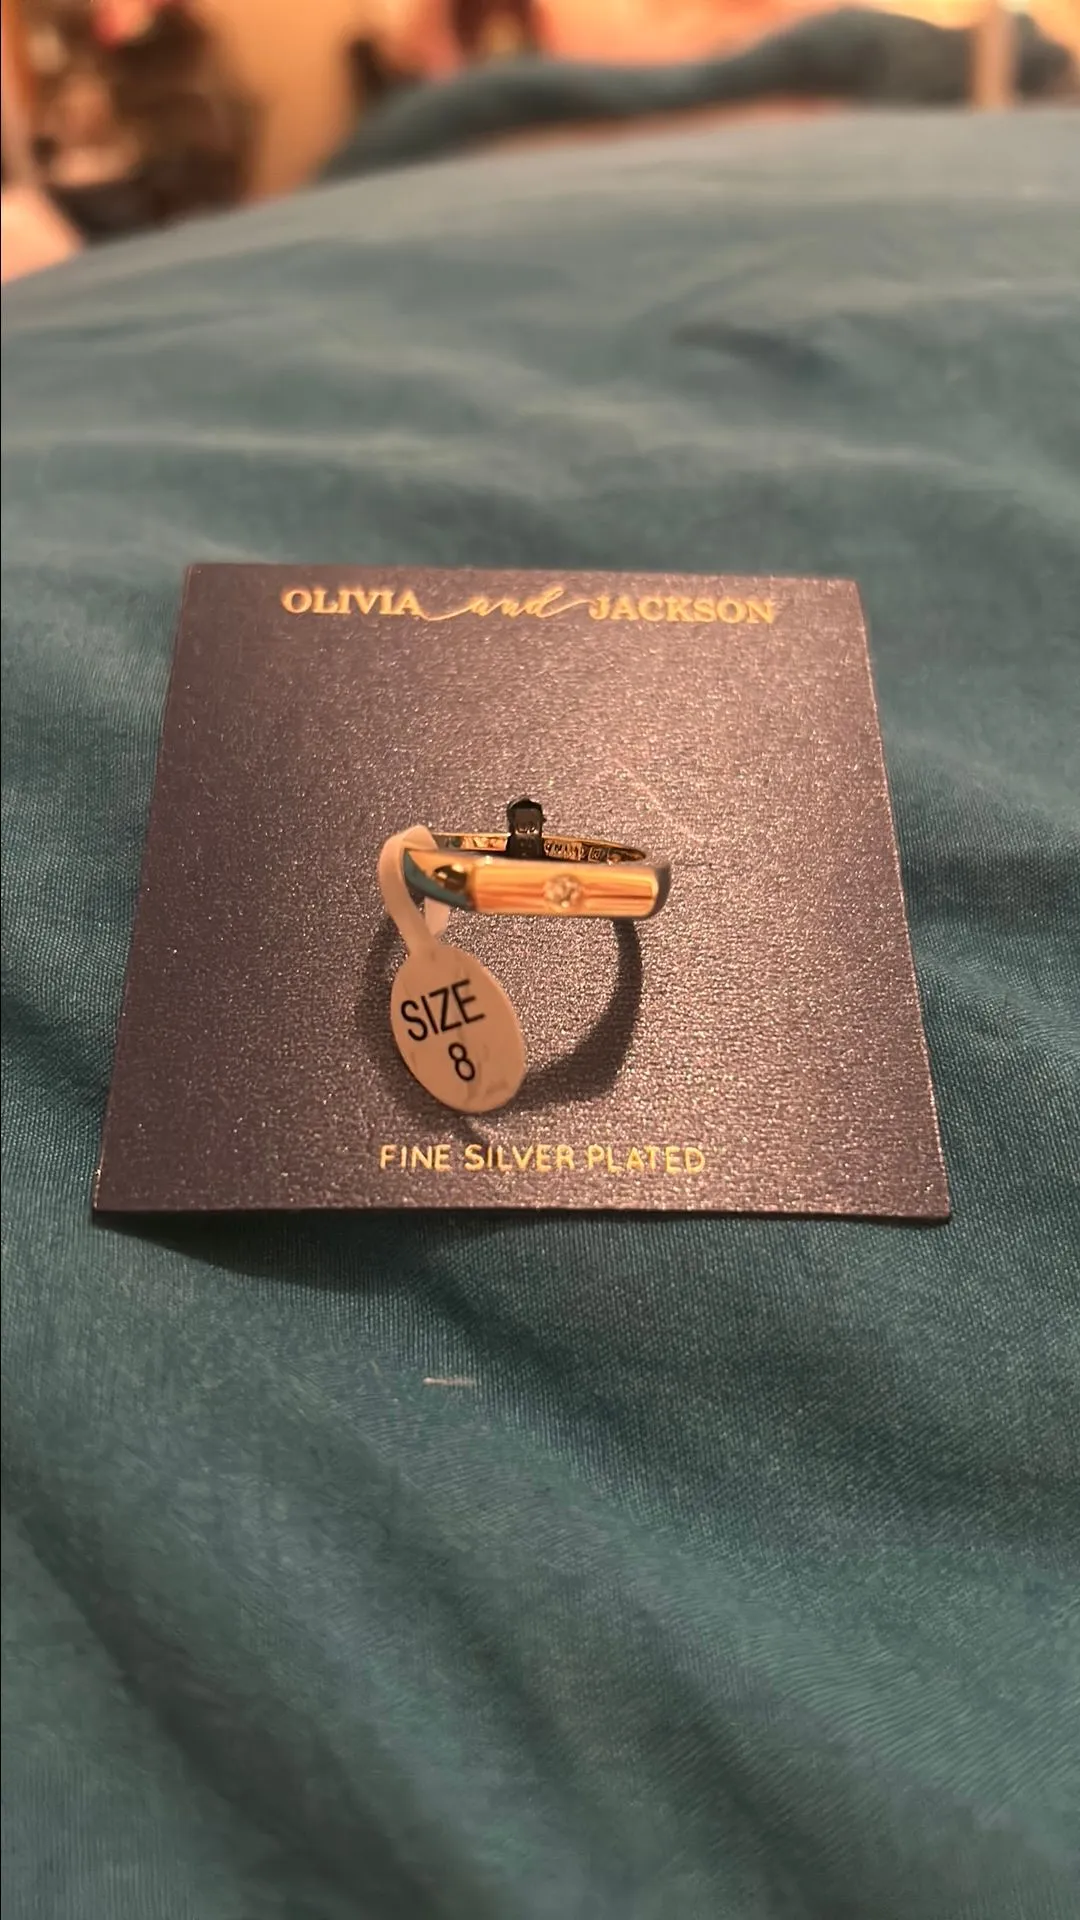 OLIVIA and JACKSON
SIZE
8
FINE SILVER PLATED